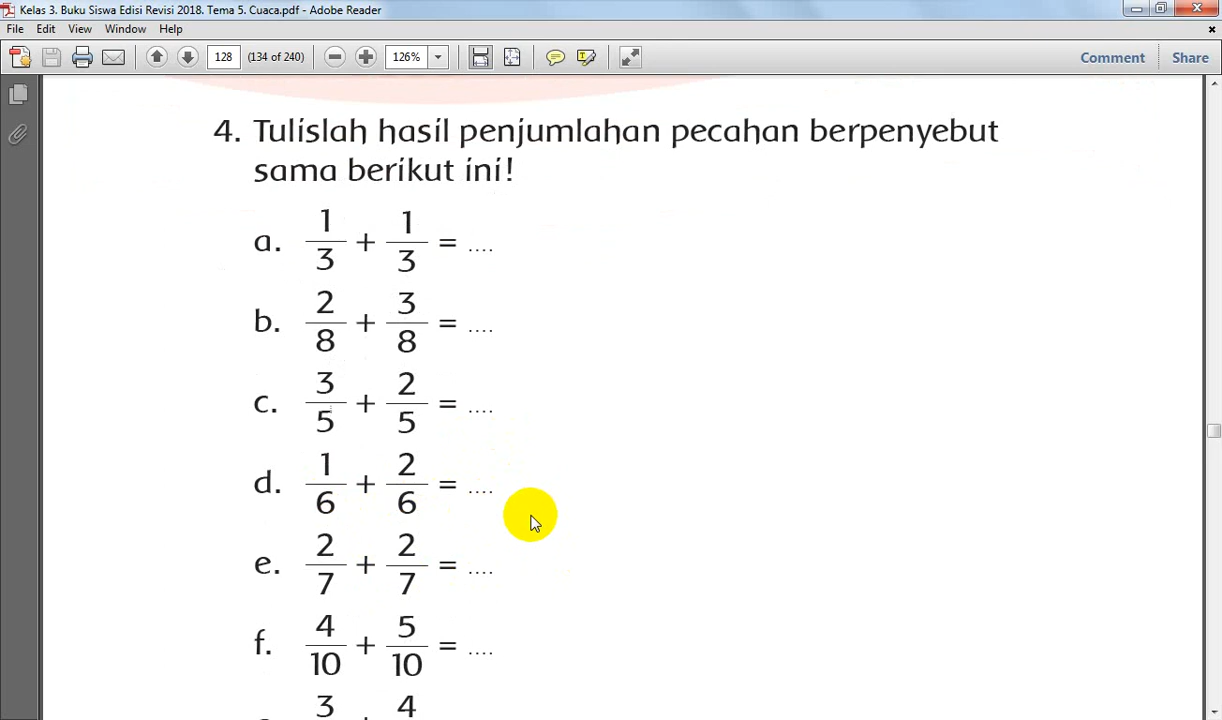 Kelas 3. Buku Siswa Edisi Revisi 2018. Tema 5. Cuaca.pdf - Adobe Reader
File Edit View Window Help
128 (134 of 240) 126% Comment Share
4. Tulislah hasil penjumlahan pecahan berpenyebut
sama berikut ini!
a. 1/3 + 1/3 = ....
b. 2/8 + 3/8 = ....
c. 3/5 + 2/5 = ....
d. 1/6 + 2/6 = ....
e. 2/7 + 2/7 = ....
f. 4/10 + 5/10 = ....
3 + 4